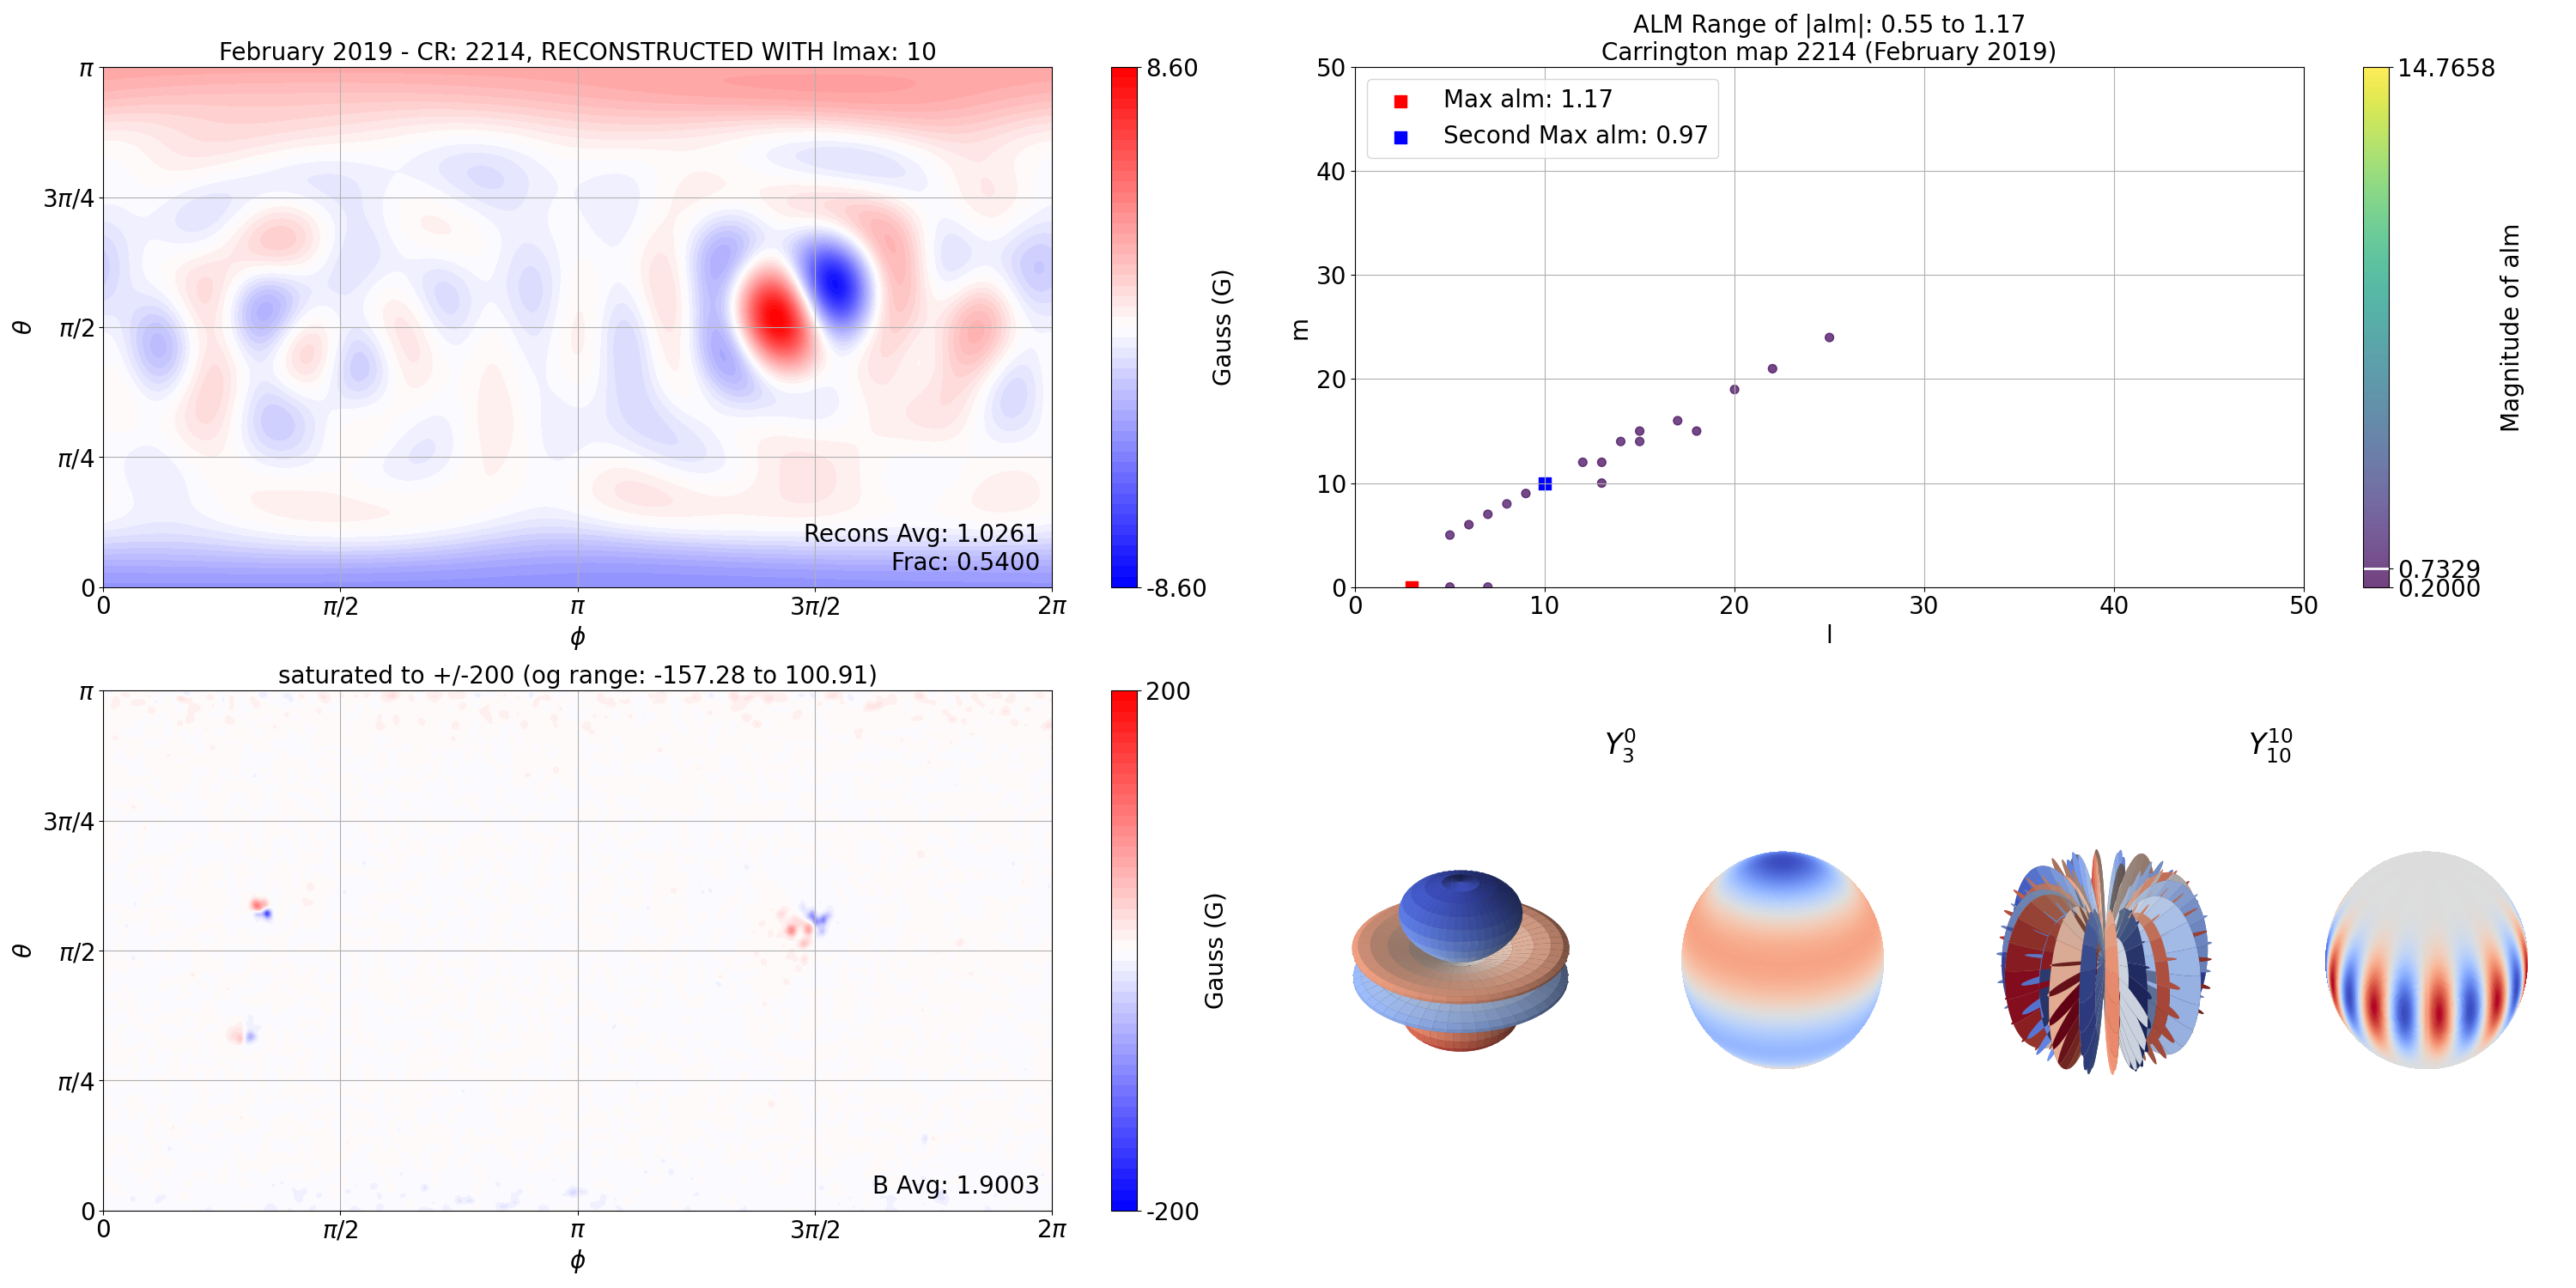 February 2019 - CR: 2214, RECONSTRUCTED WITH lmax: 10
π
3π/4
θ
π/2
π/4
0
0
π/2
π
3π/2
2π
ϕ
Recons Avg: 1.0261
Frac: 0.5400
8.60
Gauss (G)
-8.60
ALM Range of |alm|: 0.55 to 1.17
Carrington map 2214 (February 2019)
50
40
30
m
20
10
0
Max alm: 1.17
Second Max alm: 0.97
0
10
20
30
40
50
l
14.7658
Magnitude of alm
0.7329
0.2000
saturated to +/-200 (og range: -157.28 to 100.91)
π
3π/4
θ
π/2
π/4
0
0
π/2
π
3π/2
2π
ϕ
B Avg: 1.9003
200
Gauss (G)
-200
Y_3^0
Y_{10}^{10}